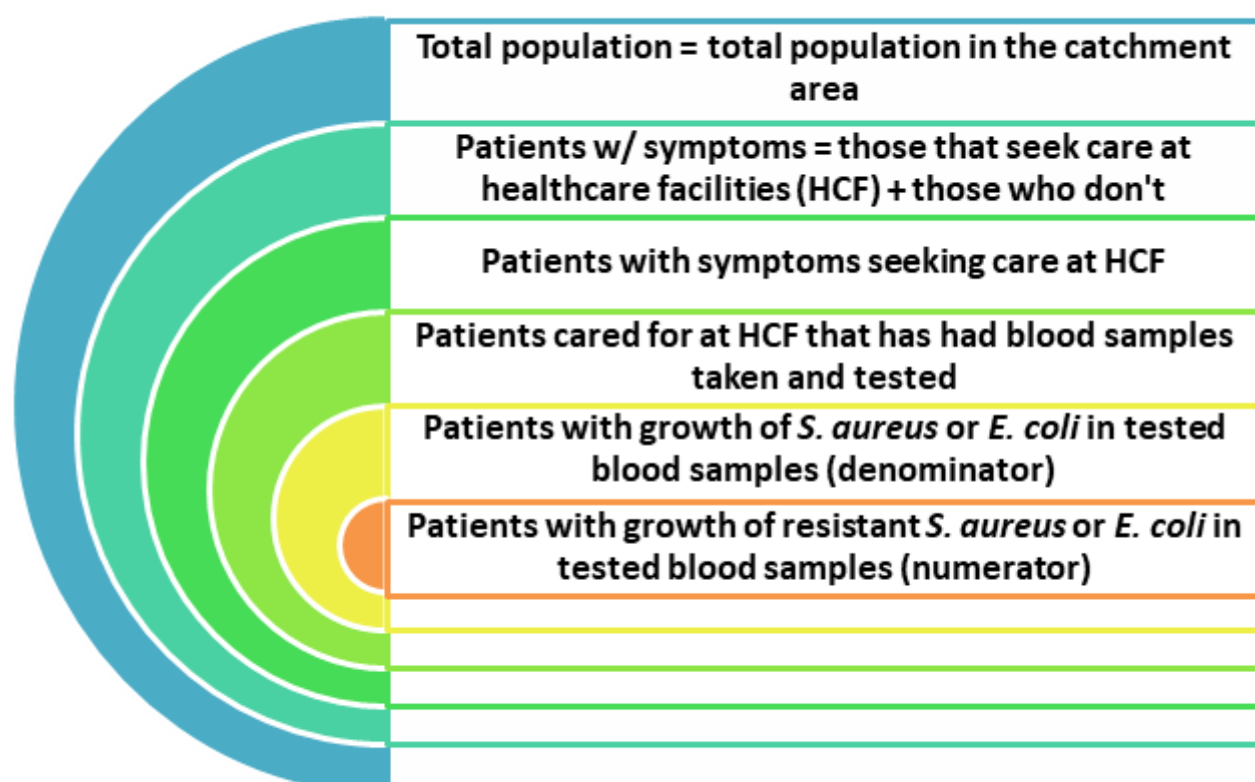 Total population = total population in the catchment
area
Patients w/ symptoms = those that seek care at
healthcare facilities (HCF) + those who don't
Patients with symptoms seeking care at HCF
Patients cared for at HCF that has had blood samples
taken and tested
Patients with growth of S. aureus or E. coli in tested
blood samples (denominator)
Patients with growth of resistant S. aureus or E. coli in
tested blood samples (numerator)